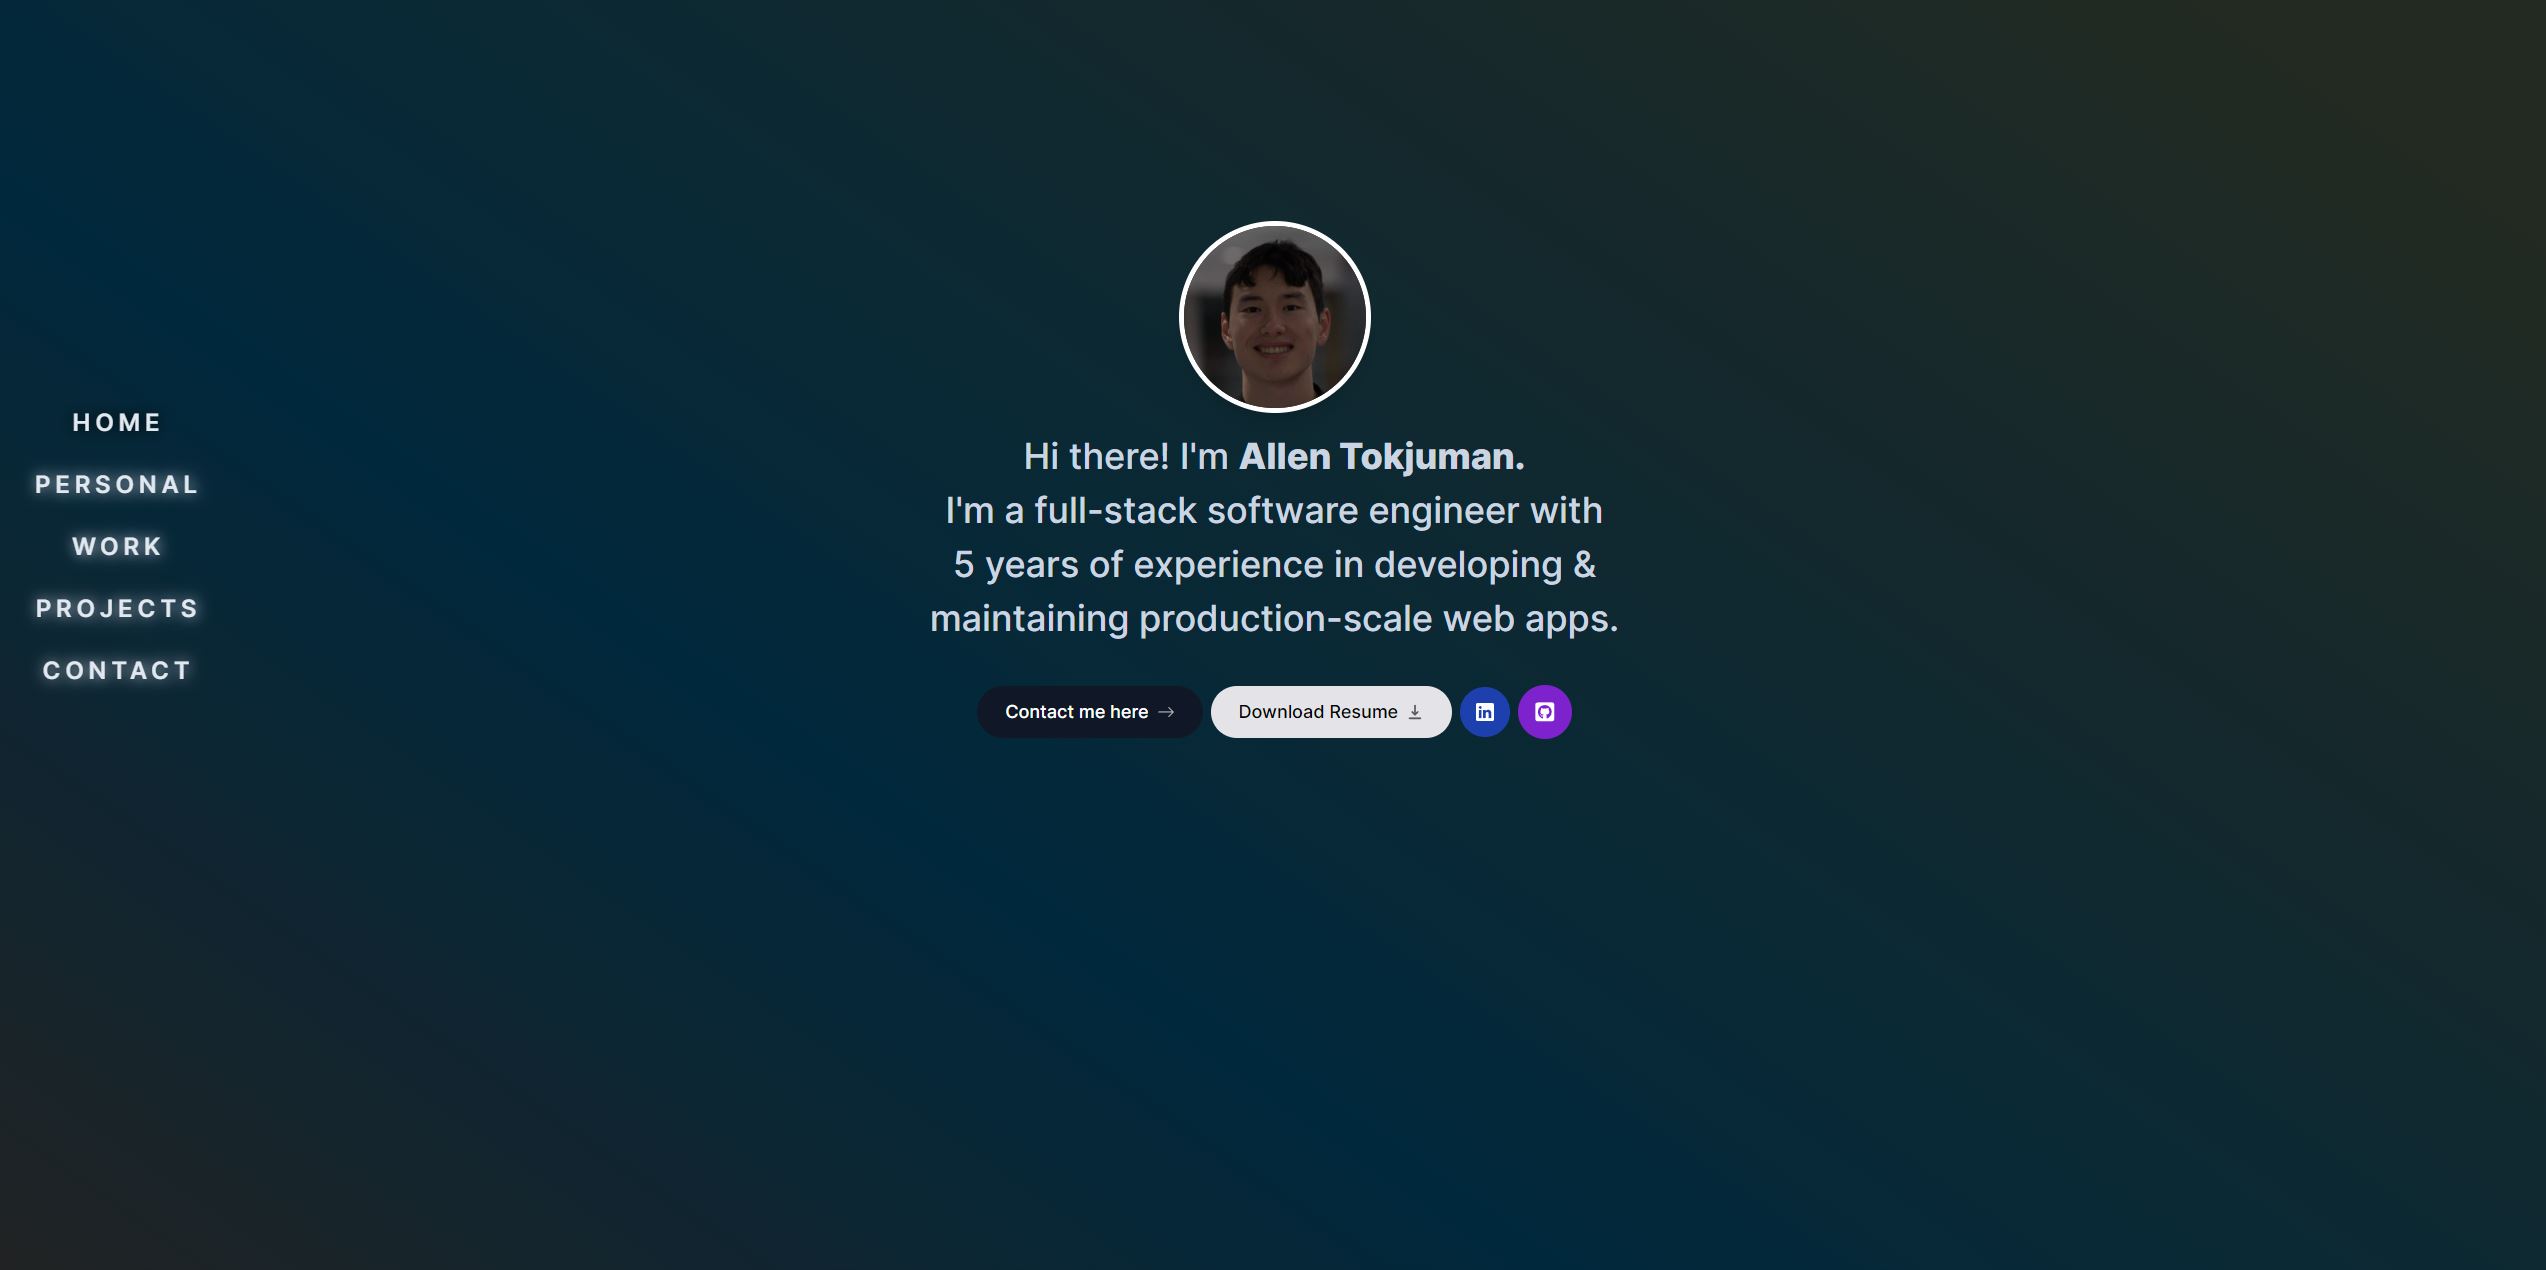 HOME
PERSONAL
WORK
PROJECTS
CONTACT
Hi there! I'm Allen Tokjuman.
I'm a full-stack software engineer with
5 years of experience in developing &
maintaining production-scale web apps.
Contact me here →
Download Resume
in